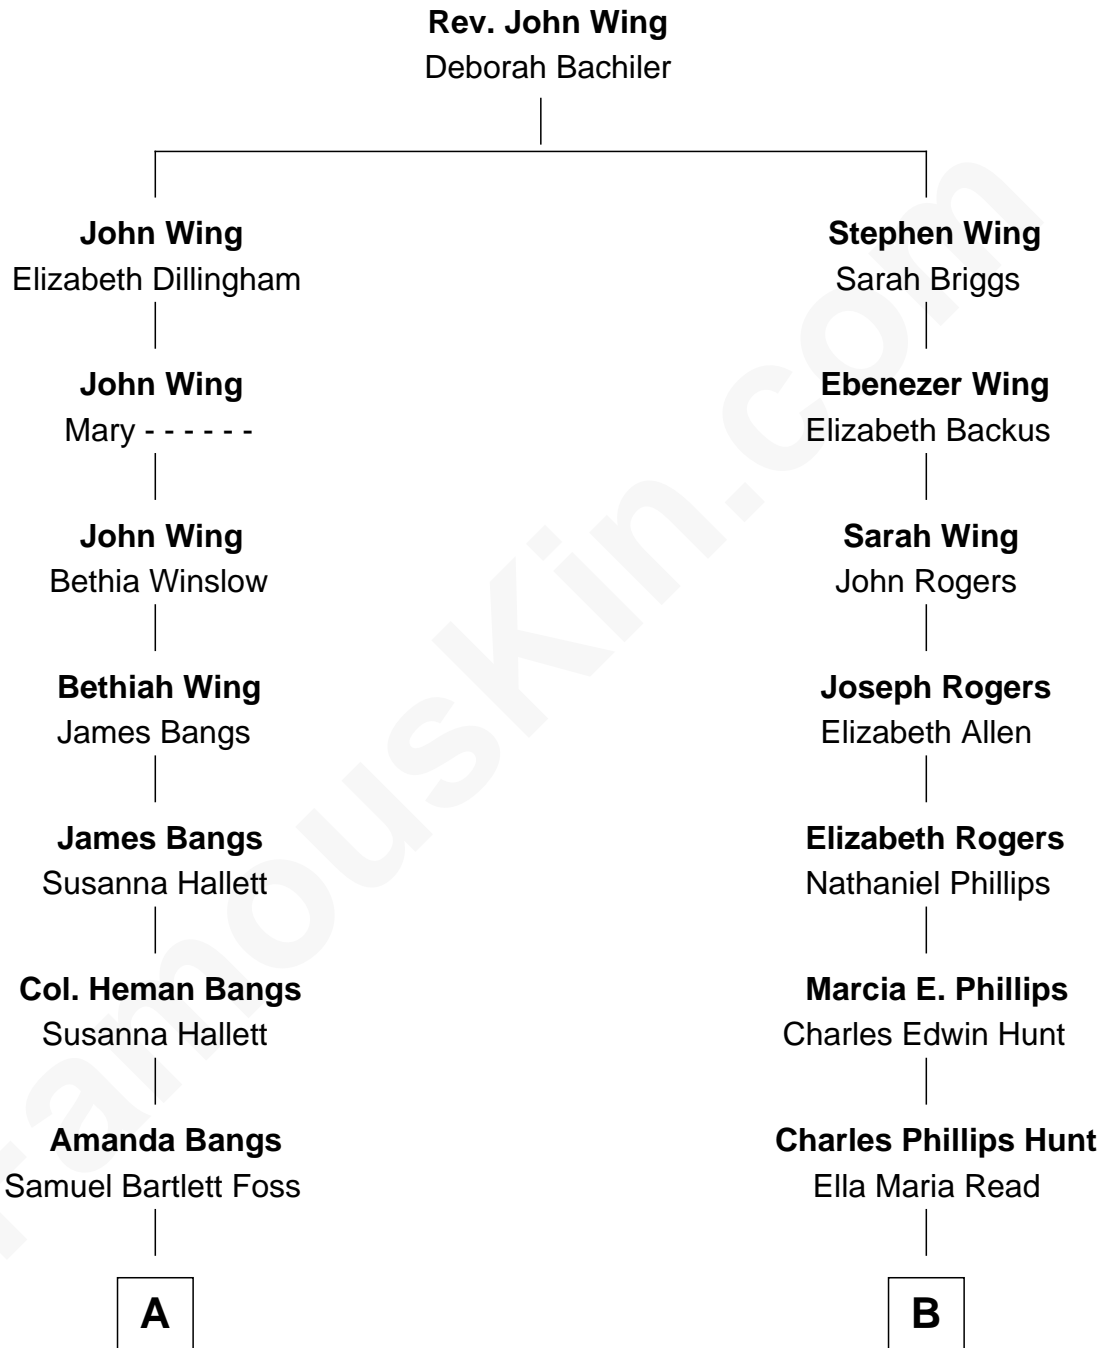 Rev. John Wing
Deborah Bachiler
John Wing
Elizabeth Dillingham
Stephen Wing
Sarah Briggs
John Wing
Mary - - - - - -
Ebenezer Wing
Elizabeth Backus
John Wing
Bethia Winslow
Sarah Wing
John Rogers
Bethiah Wing
James Bangs
Joseph Rogers
Elizabeth Allen
James Bangs
Susanna Hallett
Elizabeth Rogers
Nathaniel Phillips
Col. Heman Bangs
Susanna Hallett
Marcia E. Phillips
Charles Edwin Hunt
Amanda Bangs
Samuel Bartlett Foss
Charles Phillips Hunt
Ella Maria Read
A
B
FamousKin.com